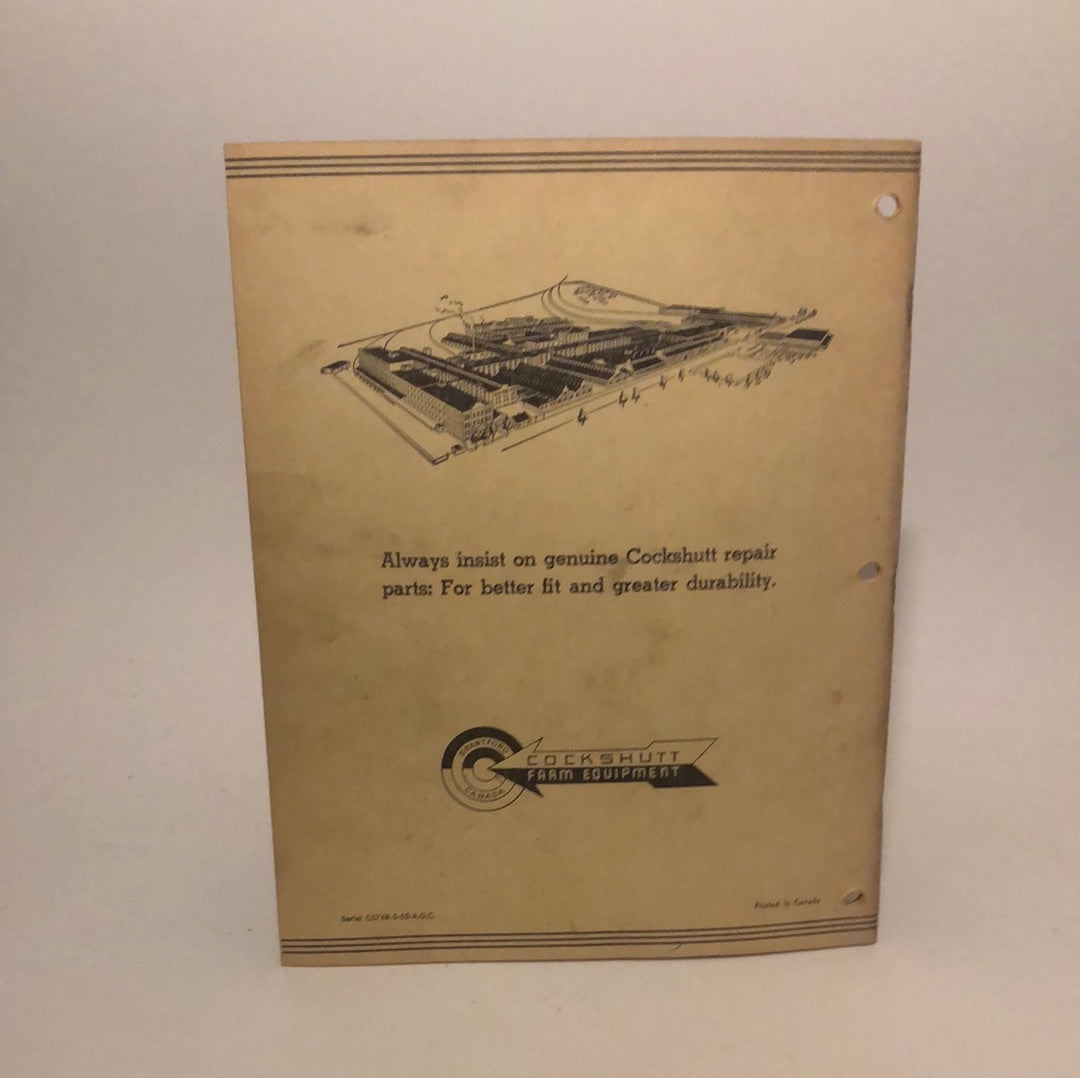 Always insist on genuine Cockshutt repair
parts: For better fit and greater durability.
BRANTFORD
COCKSHUTT
FARM EQUIPMENT
CANADA
Printed in Canada
Serial